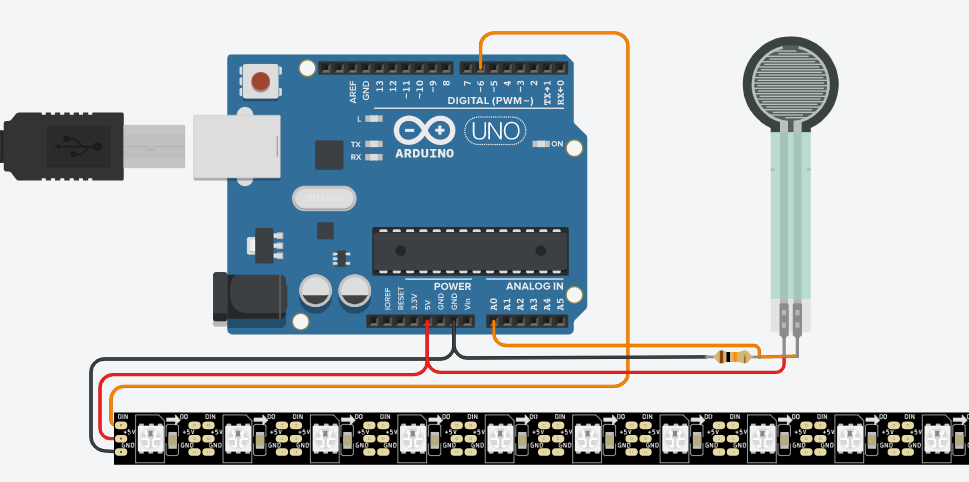 AREF
GND
13
12
~11
~10
~9
8
7
~6
~5
4
~3
2
TX→1
RX←0
DIGITAL (PWM~)
L
TX
RX
ARDUINO
UNO
ON
POWER
ANALOG IN
IOREF
RESET
3.3V
5V
GND
GND
Vin
A0
A1
A2
A3
A4
A5
DIN
+5V
GND
DO DIN
+5V +5V
GND GND
DO DIN
+5V +5V
GND GND
DO DIN
+5V +5V
GND GND
DO DIN
+5V +5V
GND GND
DO DIN
+5V +5V
GND GND
DO DIN
+5V +5V
GND GND
DO DIN
+5V +5V
GND GND
DO DIN
+5V +5V
GND GND
DO DIN
+5V +5V
GND GND
DO
+5V
GND